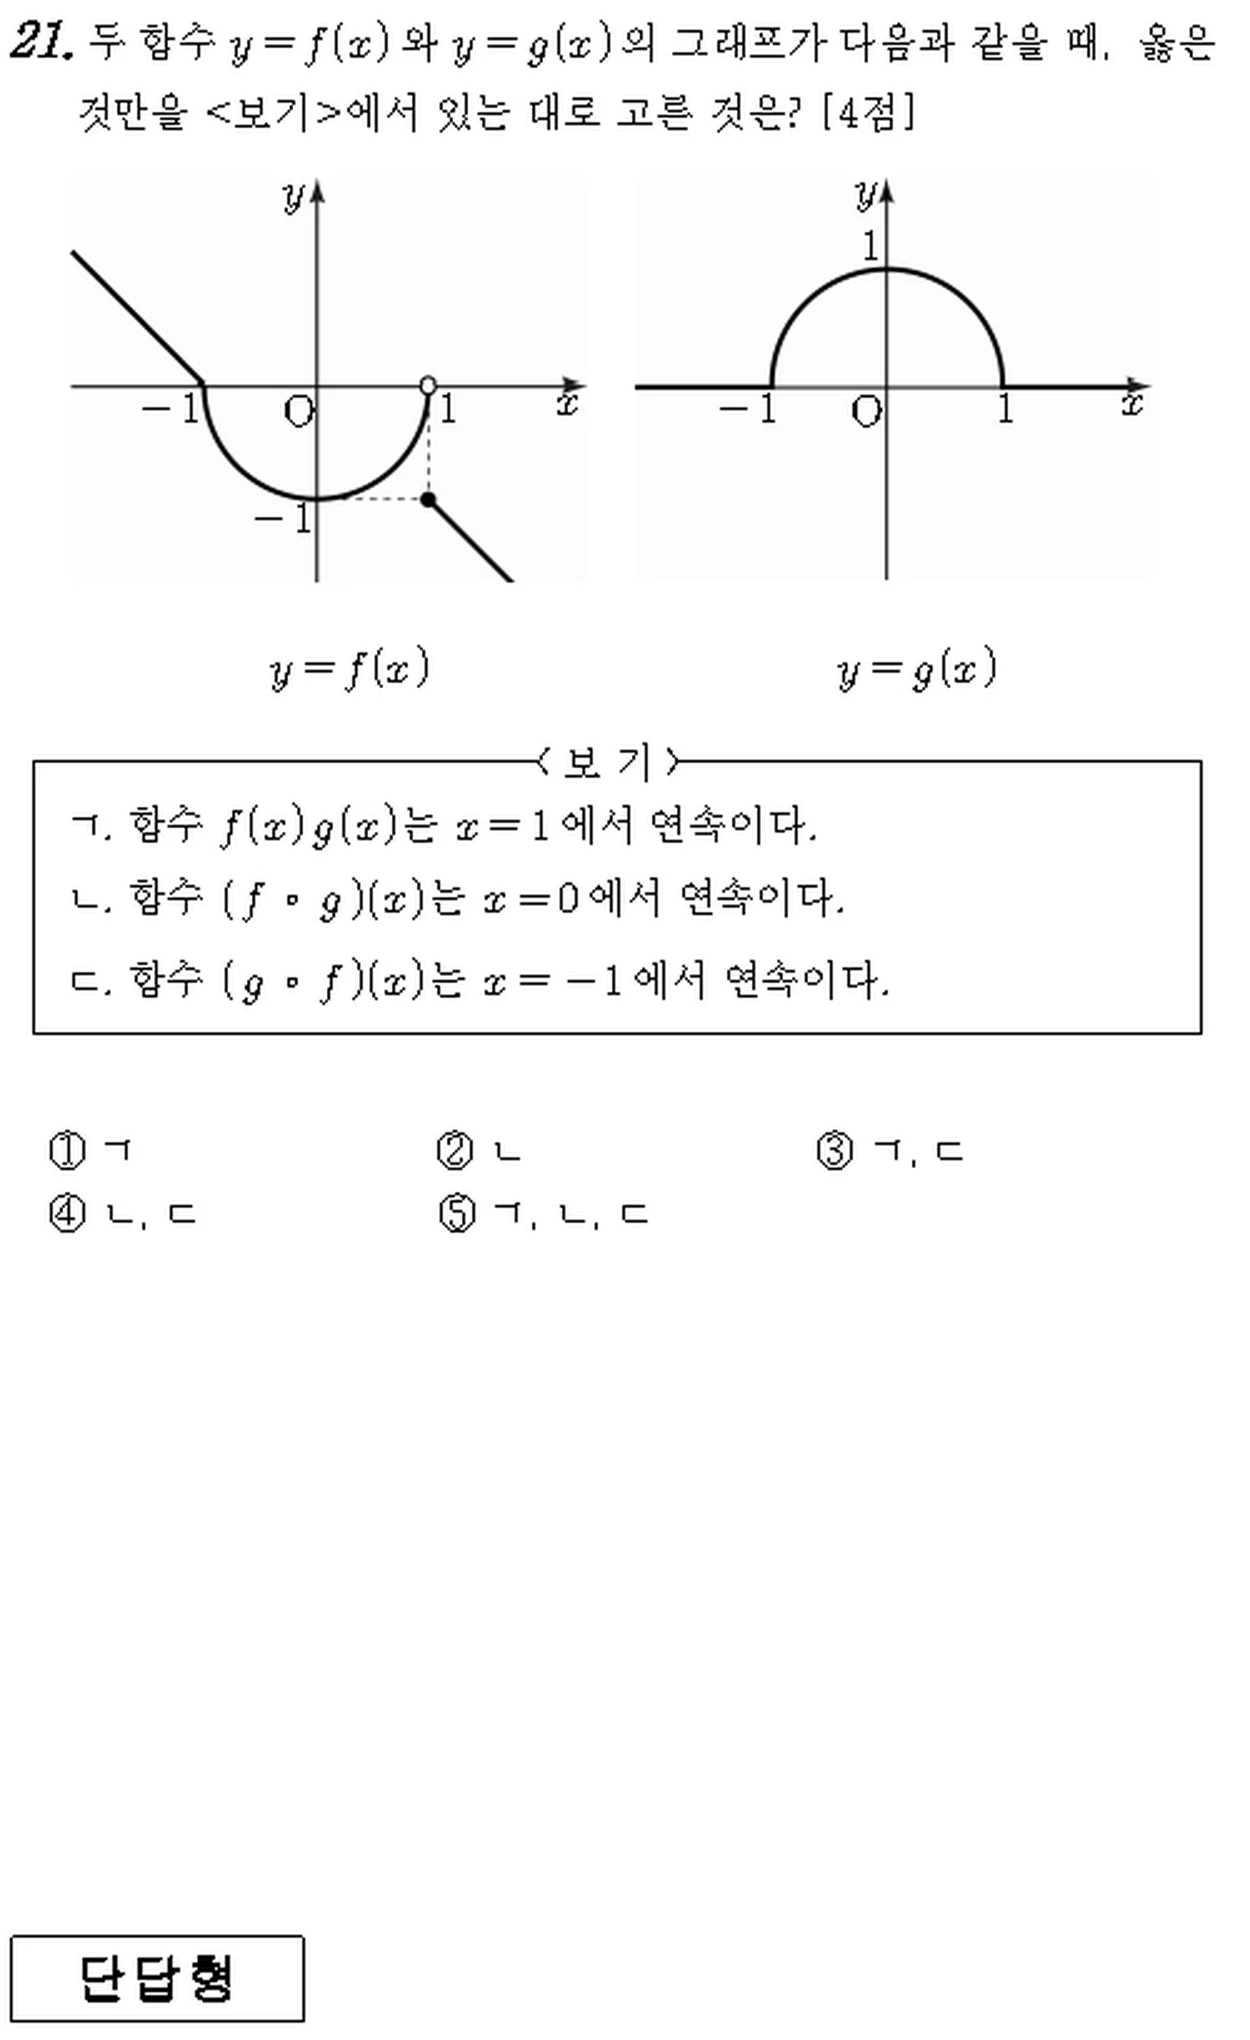 21. 두 함수 y=f(x)와 y=g(x)의 그래프가 다음과 같을 때, 옳은
것만을 <보기>에서 있는 대로 고른 것은? [4점]
y
-1 O 1 x
-1
y
1
-1 O 1 x
y=f(x) y=g(x)
<보 기>
ㄱ. 함수 f(x)g(x)는 x=1에서 연속이다.
ㄴ. 함수 (f∘g)(x)는 x=0에서 연속이다.
ㄷ. 함수 (g∘f)(x)는 x=-1에서 연속이다.
① ㄱ ② ㄴ ③ ㄱ, ㄷ
④ ㄴ, ㄷ ⑤ ㄱ, ㄴ, ㄷ
단답형